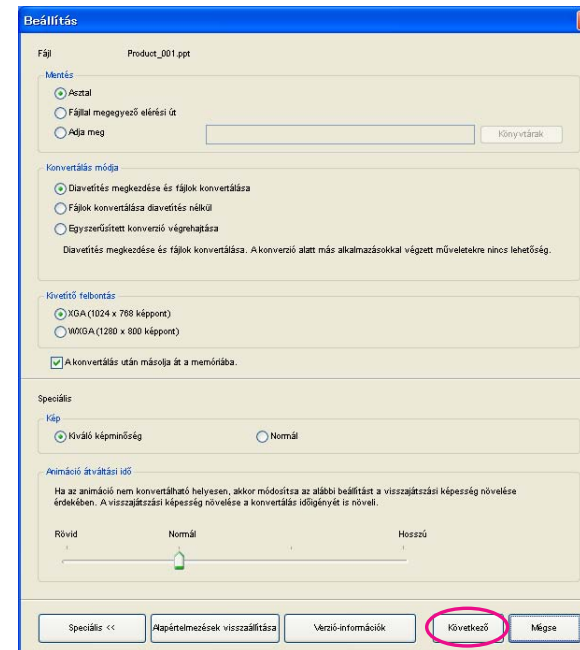 Beállítás
Fájl Product_001.ppt
Mentés
Asztal
Fájllal megegyező elérési út
Adja meg Könyvtárak
Konvertálás módja
Diavetítés megkezdése és fájlok konvertálása
Fájlok konvertálása diavetítés nélkül
Egyszerűsített konverzió végrehajtása
Diavetítés megkezdése és fájlok konvertálása. A konverzió alatt más alkalmazásokkal végzett műveletekre nincs lehetőség.
Kivetítő felbontás
XGA (1024 x 768 képpont)
WXGA (1280 x 800 képpont)
A konvertálás után másolja át a memóriába.
Speciális
Kép
Kiváló képminőség Normál
Animáció átváltási idő
Ha az animáció nem konvertálható helyesen, akkor módosítsa az alábbi beállítást a visszajátszási képesség növelése
érdekében. A visszajátszási képesség növelése a konvertálás időigényét is növeli.
Rövid Normál Hosszú
Speciális << Alapértelmezések visszaállítása Verzió-információk Következő Mégse